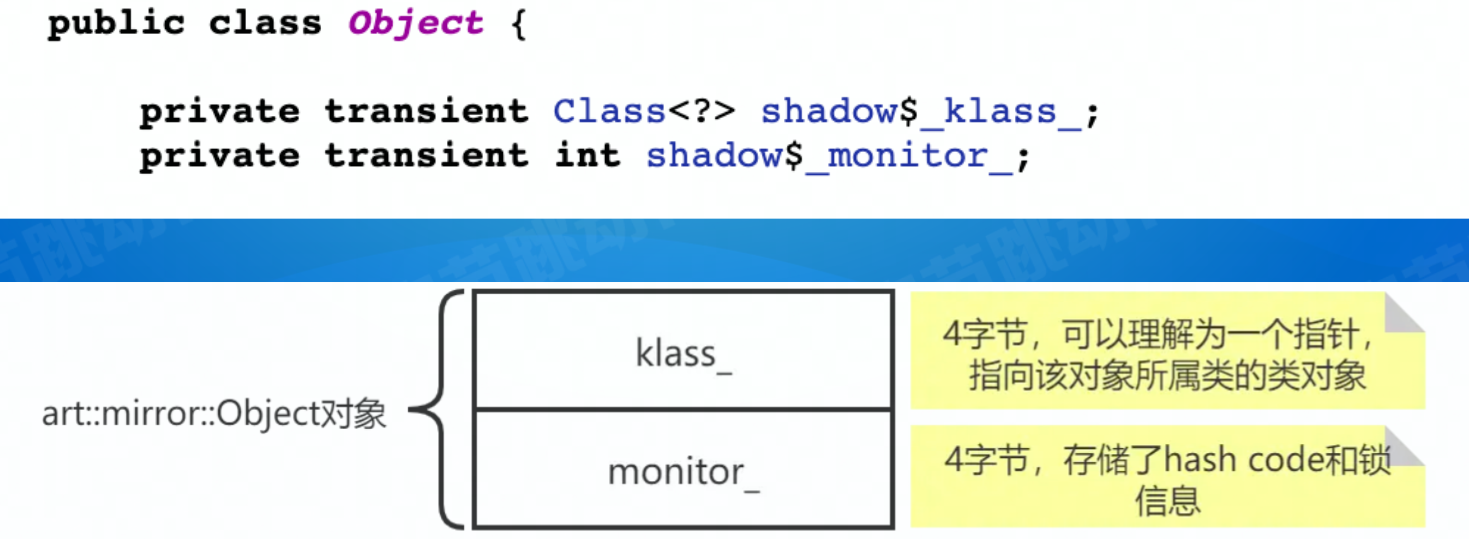 public class Object {
private transient Class<?> shadow$_klass_;
private transient int shadow$_monitor_;
art::mirror::Object对象
klass_
4字节，可以理解为一个指针，
指向该对象所属类的类对象
monitor_
4字节，存储了hash code和锁
信息